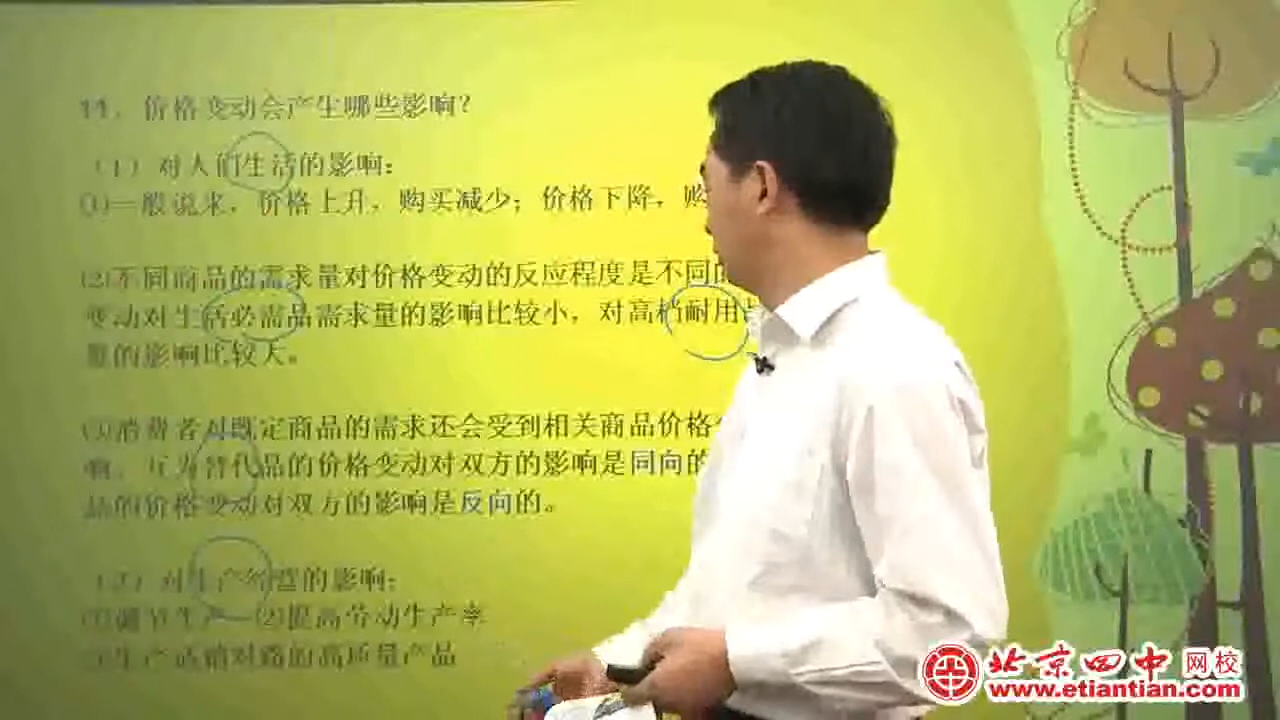 11．价格变动会产生哪些影响？
（1）对人们生活的影响：
⑴一般说来，价格上升，购买减少；价格下降，购
⑵不同商品的需求量对价格变动的反应程度是不同的
变动对生活必需品需求量的影响比较小，对高档耐用
量的影响比较大。
⑶消费者对既定商品的需求还会受到相关商品价格
响，互为替代品的价格变动对双方的影响是同向的
品的价格变动对双方的影响是反向的。
（2）对生产经营的影响：
⑴调节生产—⑵提高劳动生产率
生产适销对路的高质量产品
北京四中网校
www.etiantian.com